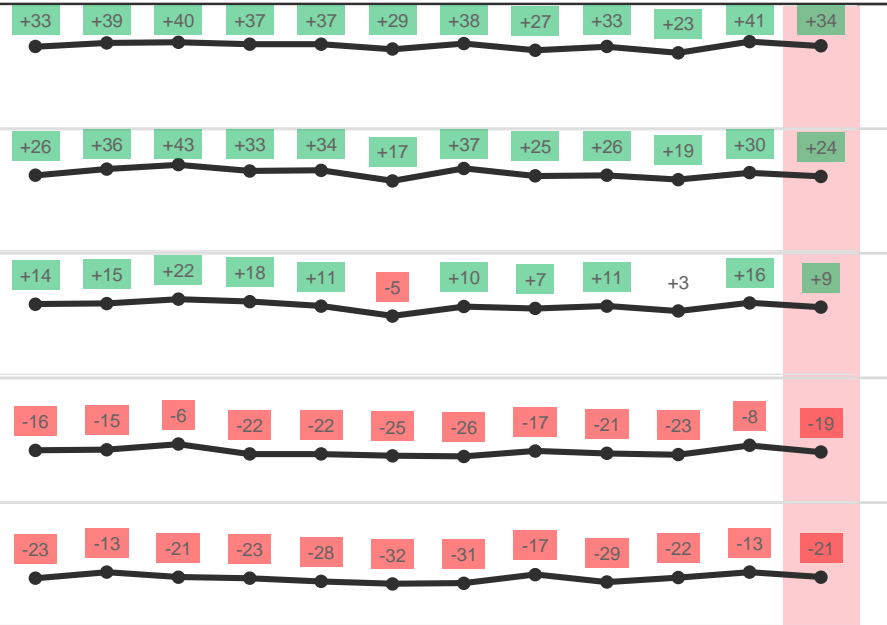 +33 +39 +40 +37 +37 +29 +38 +27 +33 +23 +41 +34
+26 +36 +43 +33 +34 +17 +37 +25 +26 +19 +30 +24
+14 +15 +22 +18 +11 -5 +10 +7 +11 +3 +16 +9
-16 -15 -6 -22 -22 -25 -26 -17 -21 -23 -8 -19
-23 -13 -21 -23 -28 -32 -31 -17 -29 -22 -13 -21